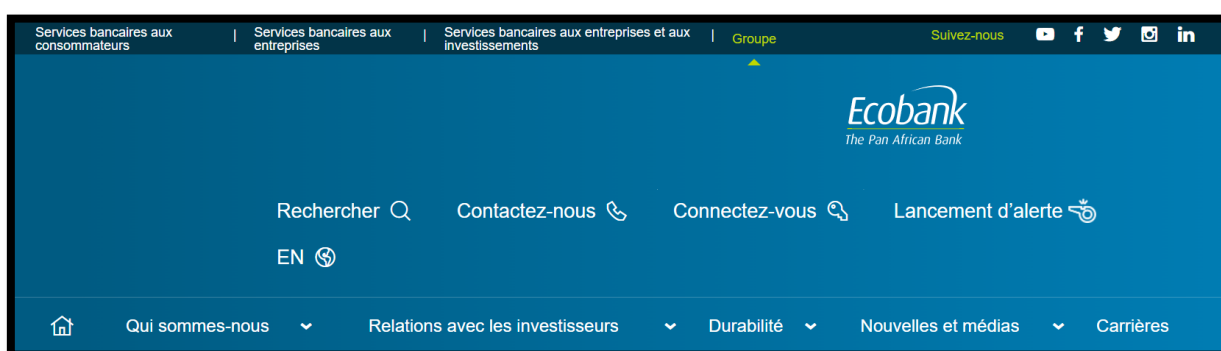 Services bancaires aux consommateurs | Services bancaires aux entreprises | Services bancaires aux entreprises et aux investissements | Groupe Suivez-nous
Ecobank
The Pan African Bank
Rechercher Contactez-nous Connectez-vous Lancement d'alerte
EN
Qui sommes-nous Relations avec les investisseurs Durabilité Nouvelles et médias Carrières